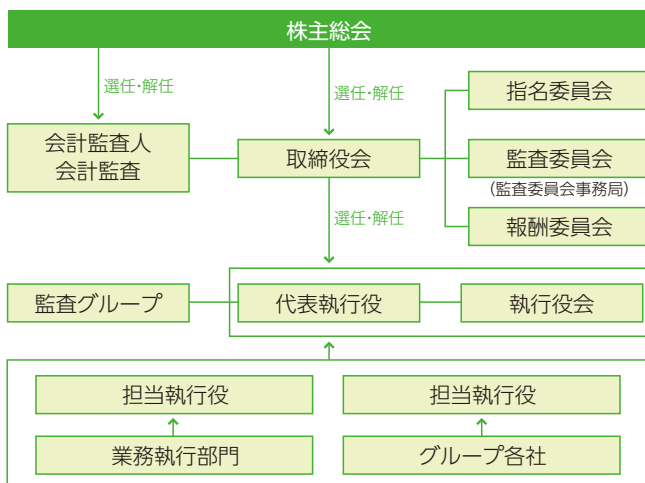 株主総会
選任・解任
選任・解任
指名委員会
会計監査人
会計監査
取締役会
監査委員会
(監査委員会事務局)
報酬委員会
選任・解任
監査グループ
代表執行役
執行役会
担当執行役
担当執行役
業務執行部門
グループ各社